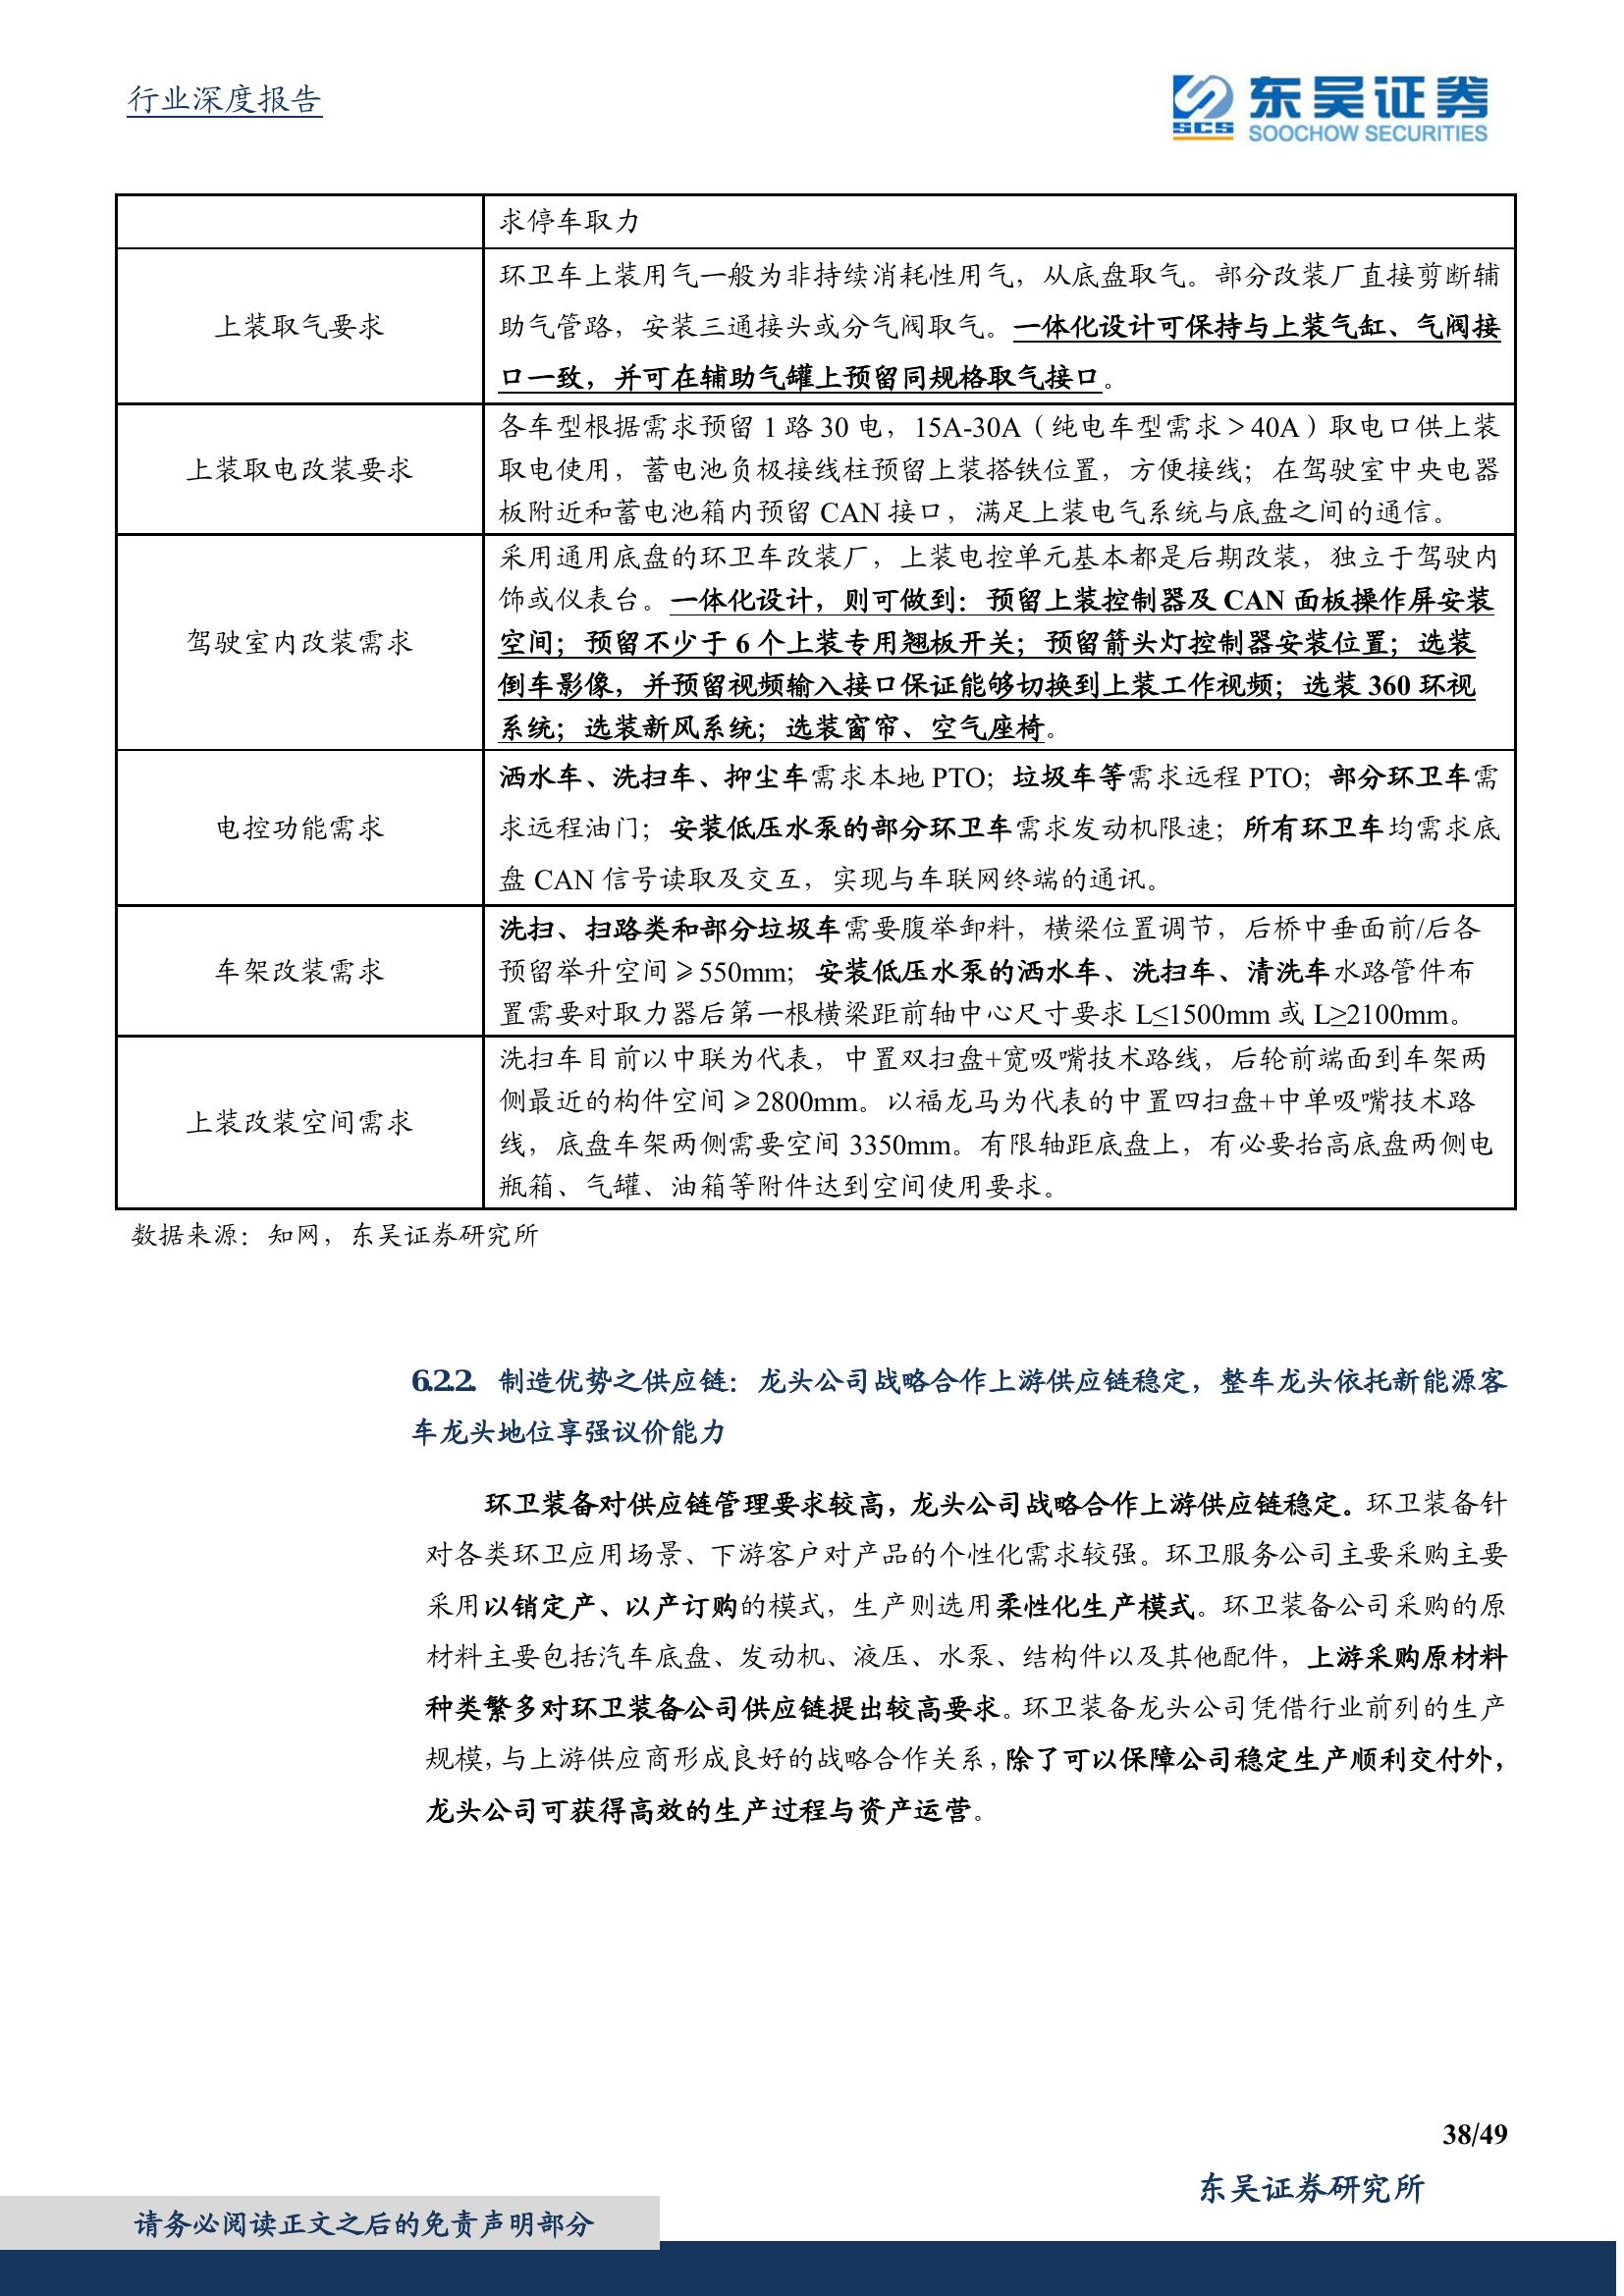 行业深度报告
SCS 东吴证券
SOOCHOW SECURITIES
求停车取力
上装取气要求
环卫车上装用气一般为非持续消耗性用气，从底盘取气。部分改装厂直接剪断辅
助气管路，安装三通接头或分气阀取气。一体化设计可保持与上装气缸、气阀接
口一致，并可在辅助气罐上预留同规格取气接口。
上装取电改装要求
各车型根据需求预留 1 路 30 电，15A-30A（纯电车型需求＞40A）取电口供上装
取电使用，蓄电池负极接线柱预留上装搭铁位置，方便接线；在驾驶室中央电器
板附近和蓄电池箱内预留 CAN 接口，满足上装电气系统与底盘之间的通信。
驾驶室内改装需求
采用通用底盘的环卫车改装厂，上装电控单元基本都是后期改装，独立于驾驶内
饰或仪表台。一体化设计，则可做到：预留上装控制器及 CAN 面板操作屏安装
空间；预留不少于 6 个上装专用翘板开关；预留箭头灯控制器安装位置；选装
倒车影像，并预留视频输入接口保证能够切换到上装工作视频；选装 360 环视
系统；选装新风系统；选装窗帘、空气座椅。
电控功能需求
洒水车、洗扫车、抑尘车需求本地 PTO；垃圾车等需求远程 PTO；部分环卫车需
求远程油门；安装低压水泵的部分环卫车需求发动机限速；所有环卫车均需求底
盘 CAN 信号读取及交互，实现与车联网终端的通讯。
车架改装需求
洗扫、扫路类和部分垃圾车需要腹举卸料，横梁位置调节，后桥中垂面前/后各
预留举升空间≥550mm；安装低压水泵的洒水车、洗扫车、清洗车水路管件布
置需要对取力器后第一根横梁距前轴中心尺寸要求 L≤1500mm 或 L≥2100mm。
上装改装空间需求
洗扫车目前以中联为代表，中置双扫盘+宽吸嘴技术路线，后轮前端面到车架两
侧最近的构件空间≥2800mm。以福龙马为代表的中置四扫盘+中单吸嘴技术路
线，底盘车架两侧需要空间 3350mm。有限轴距底盘上，有必要抬高底盘两侧电
瓶箱、气罐、油箱等附件达到空间使用要求。
数据来源：知网，东吴证券研究所
6.2.2. 制造优势之供应链：龙头公司战略合作上游供应链稳定，整车龙头依托新能源客
车龙头地位享强议价能力
环卫装备对供应链管理要求较高，龙头公司战略合作上游供应链稳定。环卫装备针
对各类环卫应用场景、下游客户对产品的个性化需求较强。环卫服务公司主要采购主要
采用以销定产、以产订购的模式，生产则选用柔性化生产模式。环卫装备公司采购的原
材料主要包括汽车底盘、发动机、液压、水泵、结构件以及其他配件，上游采购原材料
种类繁多对环卫装备公司供应链提出较高要求。环卫装备龙头公司凭借行业前列的生产
规模，与上游供应商形成良好的战略合作关系，除了可以保障公司稳定生产顺利交付外，
龙头公司可获得高效的生产过程与资产运营。
38/49
东吴证券研究所
请务必阅读正文之后的免责声明部分